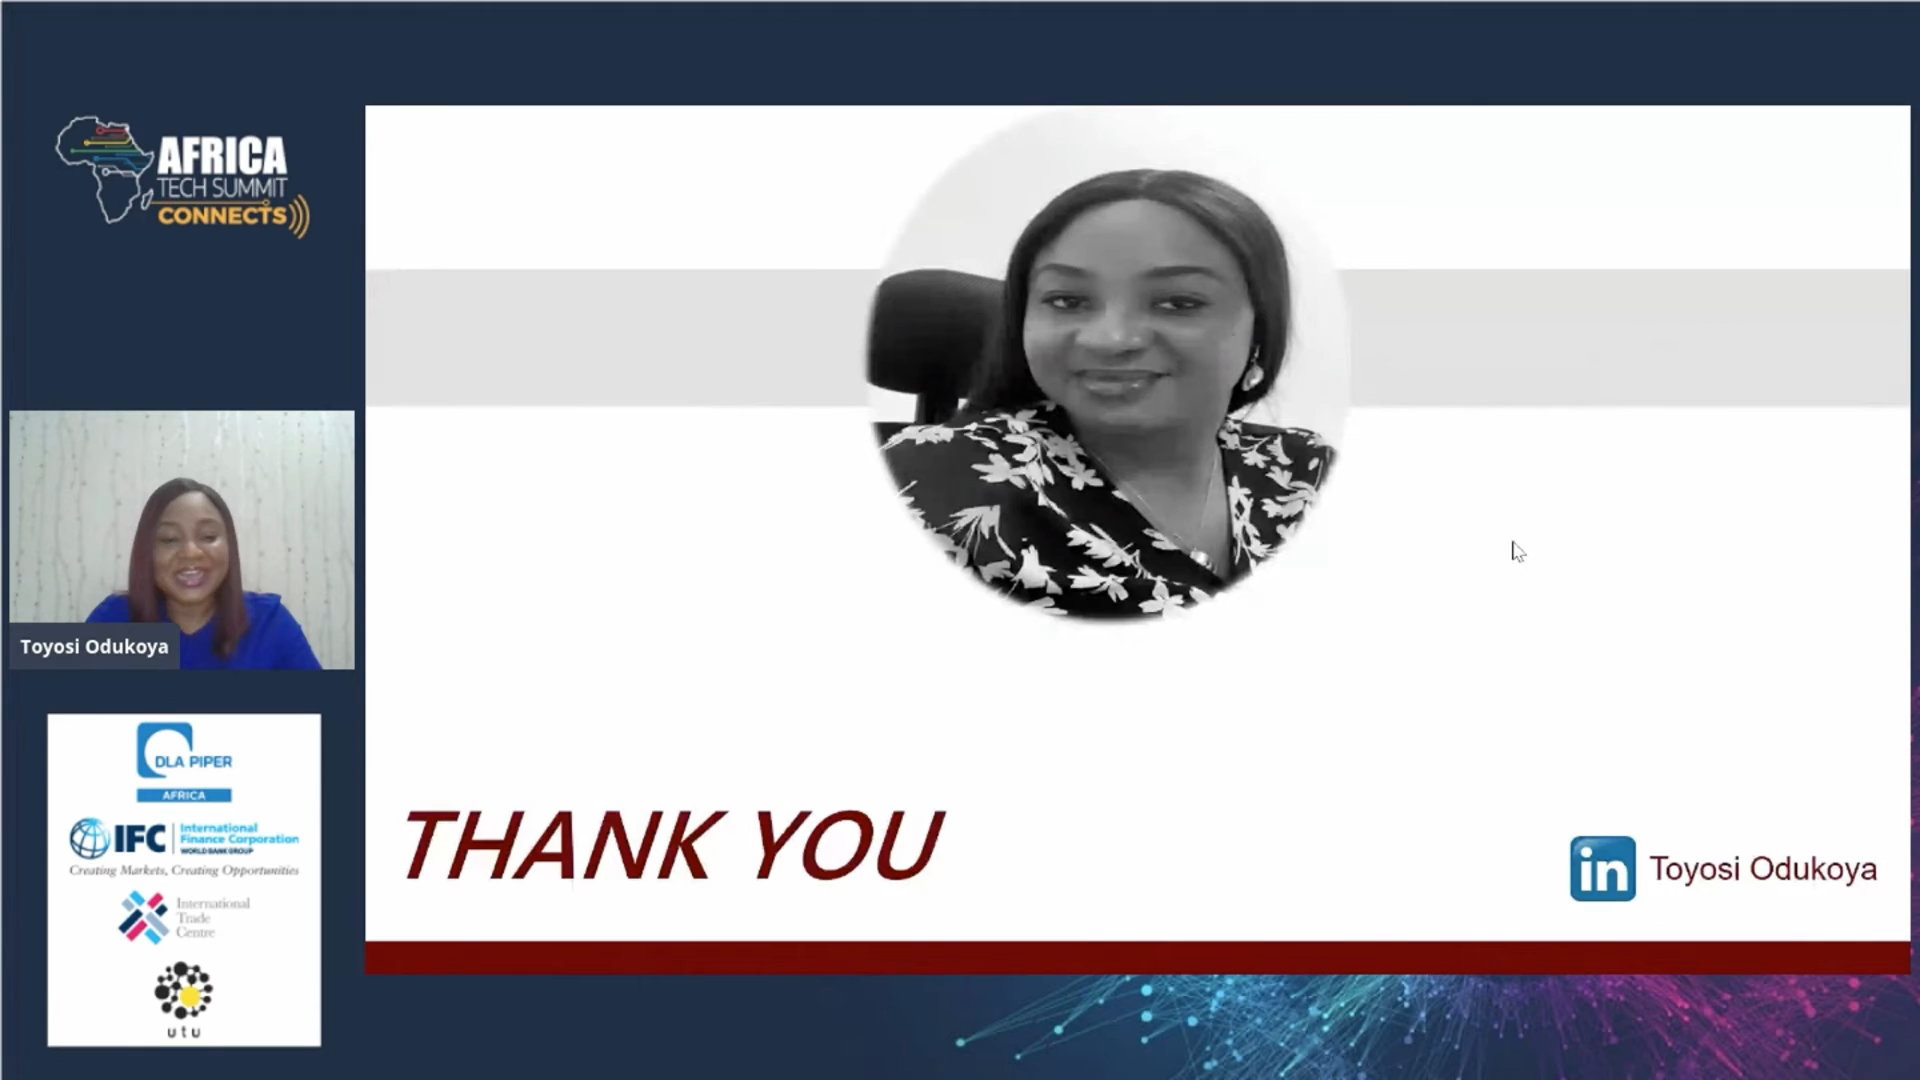 AFRICA
TECH SUMMIT
CONNECTS
Toyosi Odukoya
DLA PIPER
AFRICA
IFC
International
Finance Corporation
WORLD BANK GROUP
Creating Markets, Creating Opportunities
International
Trade
Centre
utu
THANK YOU
in Toyosi Odukoya